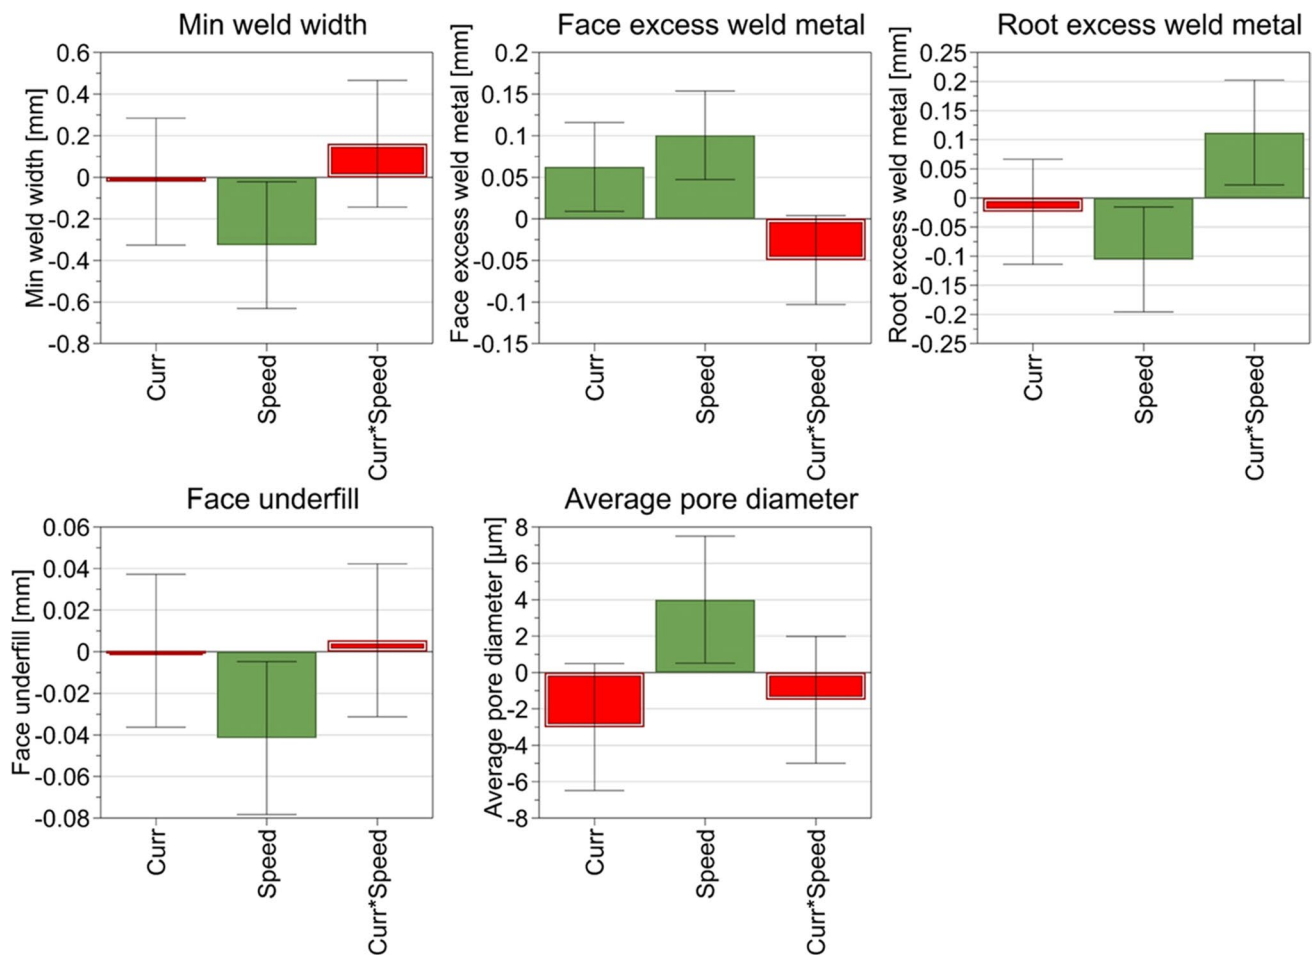 Min weld width
Min weld width [mm]
0.6
0.4
0.2
0
-0.2
-0.4
-0.6
-0.8
Curr
Speed
Curr*Speed
Face excess weld metal
Face excess weld metal [mm]
0.2
0.15
0.1
0.05
0
-0.05
-0.1
-0.15
Curr
Speed
Curr*Speed
Root excess weld metal
Root excess weld metal [mm]
0.25
0.2
0.15
0.1
0.05
0
-0.05
-0.1
-0.15
-0.2
-0.25
Curr
Speed
Curr*Speed
Face underfill
Face underfill [mm]
0.06
0.04
0.02
0
-0.02
-0.04
-0.06
-0.08
Curr
Speed
Curr*Speed
Average pore diameter
Average pore diameter [µm]
8
6
4
2
0
-2
-4
-6
-8
Curr
Speed
Curr*Speed